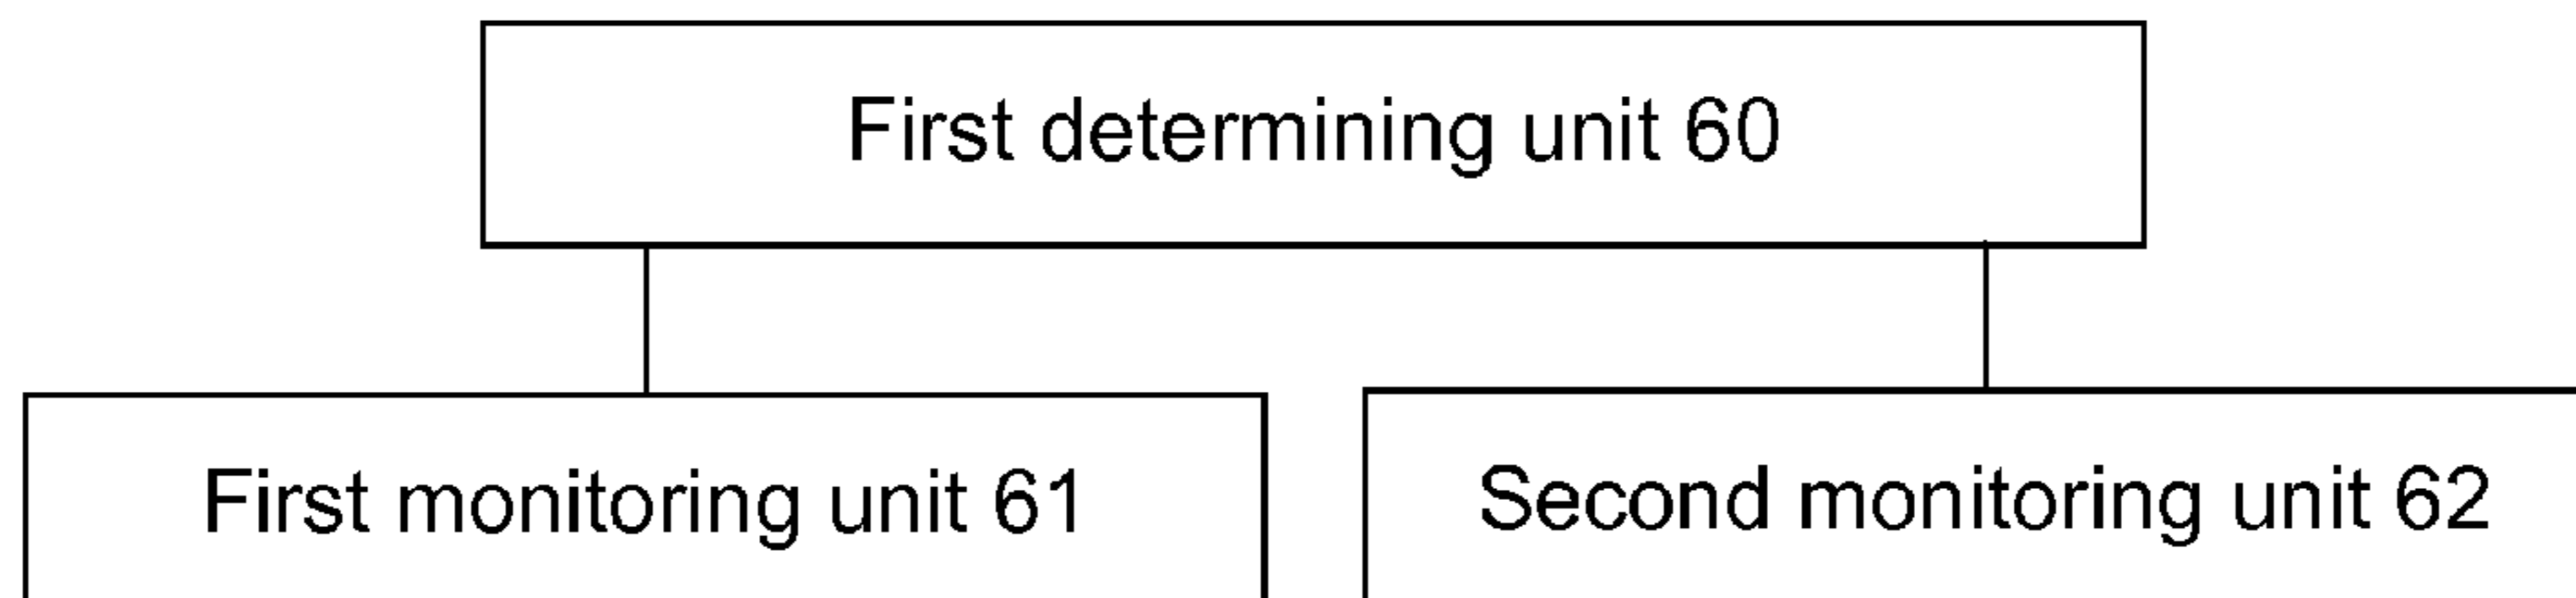 First determining unit 60
First monitoring unit 61
Second monitoring unit 62